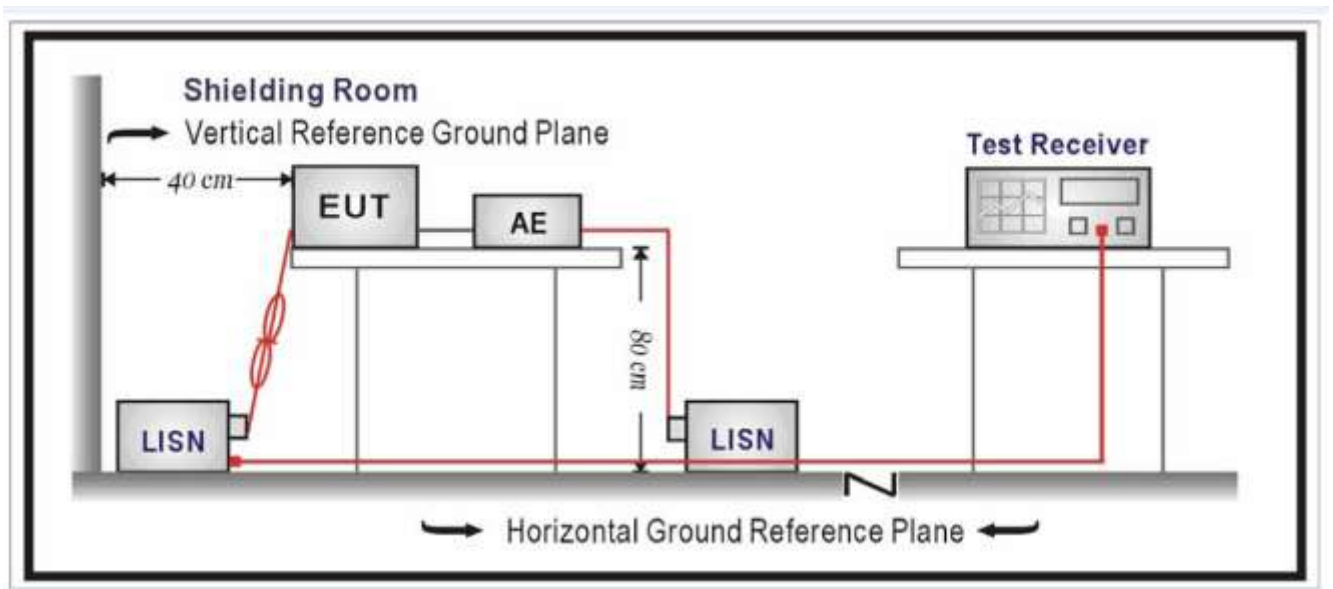 Shielding Room
Vertical Reference Ground Plane
Test Receiver
40 cm
EUT
AE
80 cm
LISN
LISN
Horizontal Ground Reference Plane